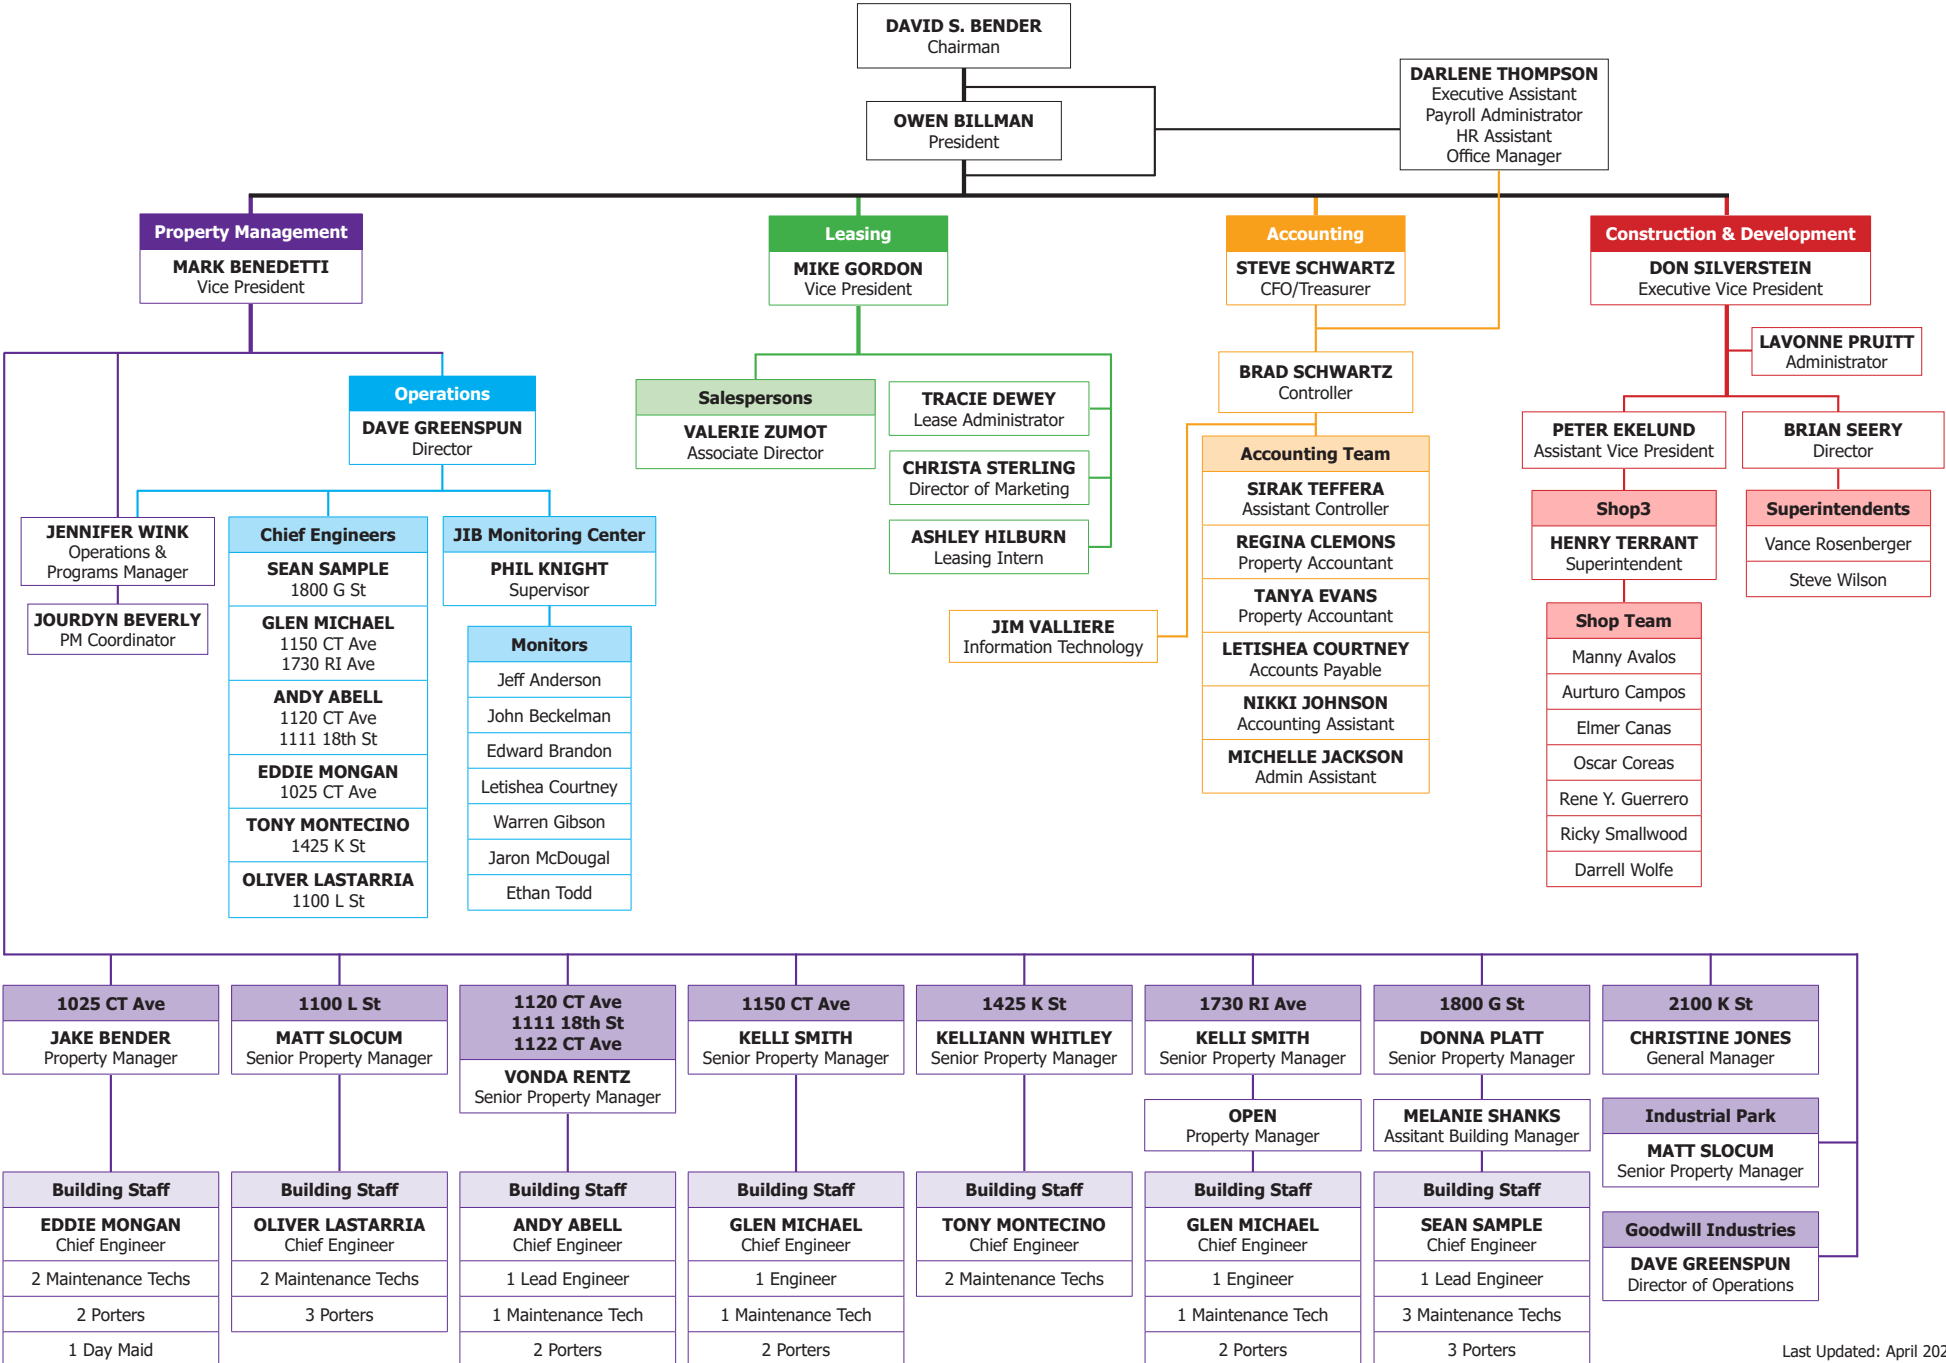 DAVID S. BENDER
Chairman
OWEN BILLMAN
President
DARLENE THOMPSON
Executive Assistant
Payroll Administrator
HR Assistant
Office Manager
Property Management
MARK BENEDETTI
Vice President
Leasing
MIKE GORDON
Vice President
Accounting
STEVE SCHWARTZ
CFO/Treasurer
Construction & Development
DON SILVERSTEIN
Executive Vice President
LAVONNE PRUITT
Administrator
Operations
DAVE GREENSPUN
Director
JENNIFER WINK
Operations &
Programs Manager
JOURDYN BEVERLY
PM Coordinator
Chief Engineers
SEAN SAMPLE
1800 G St
GLEN MICHAEL
1150 CT Ave
1730 RI Ave
ANDY ABELL
1120 CT Ave
1111 18th St
EDDIE MONGAN
1025 CT Ave
TONY MONTECINO
1425 K St
OLIVER LASTARRIA
1100 L St
JIB Monitoring Center
PHIL KNIGHT
Supervisor
Monitors
Jeff Anderson
John Beckelman
Edward Brandon
Letishea Courtney
Warren Gibson
Jaron McDougal
Ethan Todd
Salespersons
VALERIE ZUMOT
Associate Director
TRACIE DEWEY
Lease Administrator
CHRISTA STERLING
Director of Marketing
ASHLEY HILBURN
Leasing Intern
BRAD SCHWARTZ
Controller
JIM VALLIERE
Information Technology
Accounting Team
SIRAK TEFFERA
Assistant Controller
REGINA CLEMONS
Property Accountant
TANYA EVANS
Property Accountant
LETISHEA COURTNEY
Accounts Payable
NIKKI JOHNSON
Accounting Assistant
MICHELLE JACKSON
Admin Assistant
PETER EKELUND
Assistant Vice President
Shop3
HENRY TERRANT
Superintendent
Shop Team
Manny Avalos
Aurturo Campos
Elmer Canas
Oscar Coreas
Rene Y. Guerrero
Ricky Smallwood
Darrell Wolfe
BRIAN SEERY
Director
Superintendents
Vance Rosenberger
Steve Wilson
1025 CT Ave
JAKE BENDER
Property Manager
Building Staff
EDDIE MONGAN
Chief Engineer
2 Maintenance Techs
2 Porters
1 Day Maid
1100 L St
MATT SLOCUM
Senior Property Manager
Building Staff
OLIVER LASTARRIA
Chief Engineer
2 Maintenance Techs
3 Porters
1120 CT Ave
1111 18th St
1122 CT Ave
VONDA RENTZ
Senior Property Manager
Building Staff
ANDY ABELL
Chief Engineer
1 Lead Engineer
1 Maintenance Tech
2 Porters
1150 CT Ave
KELLI SMITH
Senior Property Manager
Building Staff
GLEN MICHAEL
Chief Engineer
1 Engineer
1 Maintenance Tech
2 Porters
1425 K St
KELLIANN WHITLEY
Senior Property Manager
Building Staff
TONY MONTECINO
Chief Engineer
2 Maintenance Techs
1730 RI Ave
KELLI SMITH
Senior Property Manager
OPEN
Property Manager
Building Staff
GLEN MICHAEL
Chief Engineer
1 Engineer
1 Maintenance Tech
2 Porters
1800 G St
DONNA PLATT
Senior Property Manager
MELANIE SHANKS
Assitant Building Manager
Building Staff
SEAN SAMPLE
Chief Engineer
1 Lead Engineer
3 Maintenance Techs
3 Porters
2100 K St
CHRISTINE JONES
General Manager
Industrial Park
MATT SLOCUM
Senior Property Manager
Goodwill Industries
DAVE GREENSPUN
Director of Operations
Last Updated: April 202